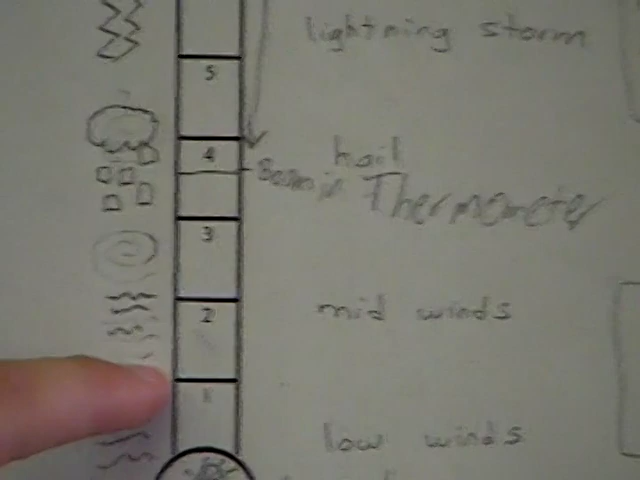 lightning storm
5
hail
4
Thermometer
3
mid winds
2
1
low winds